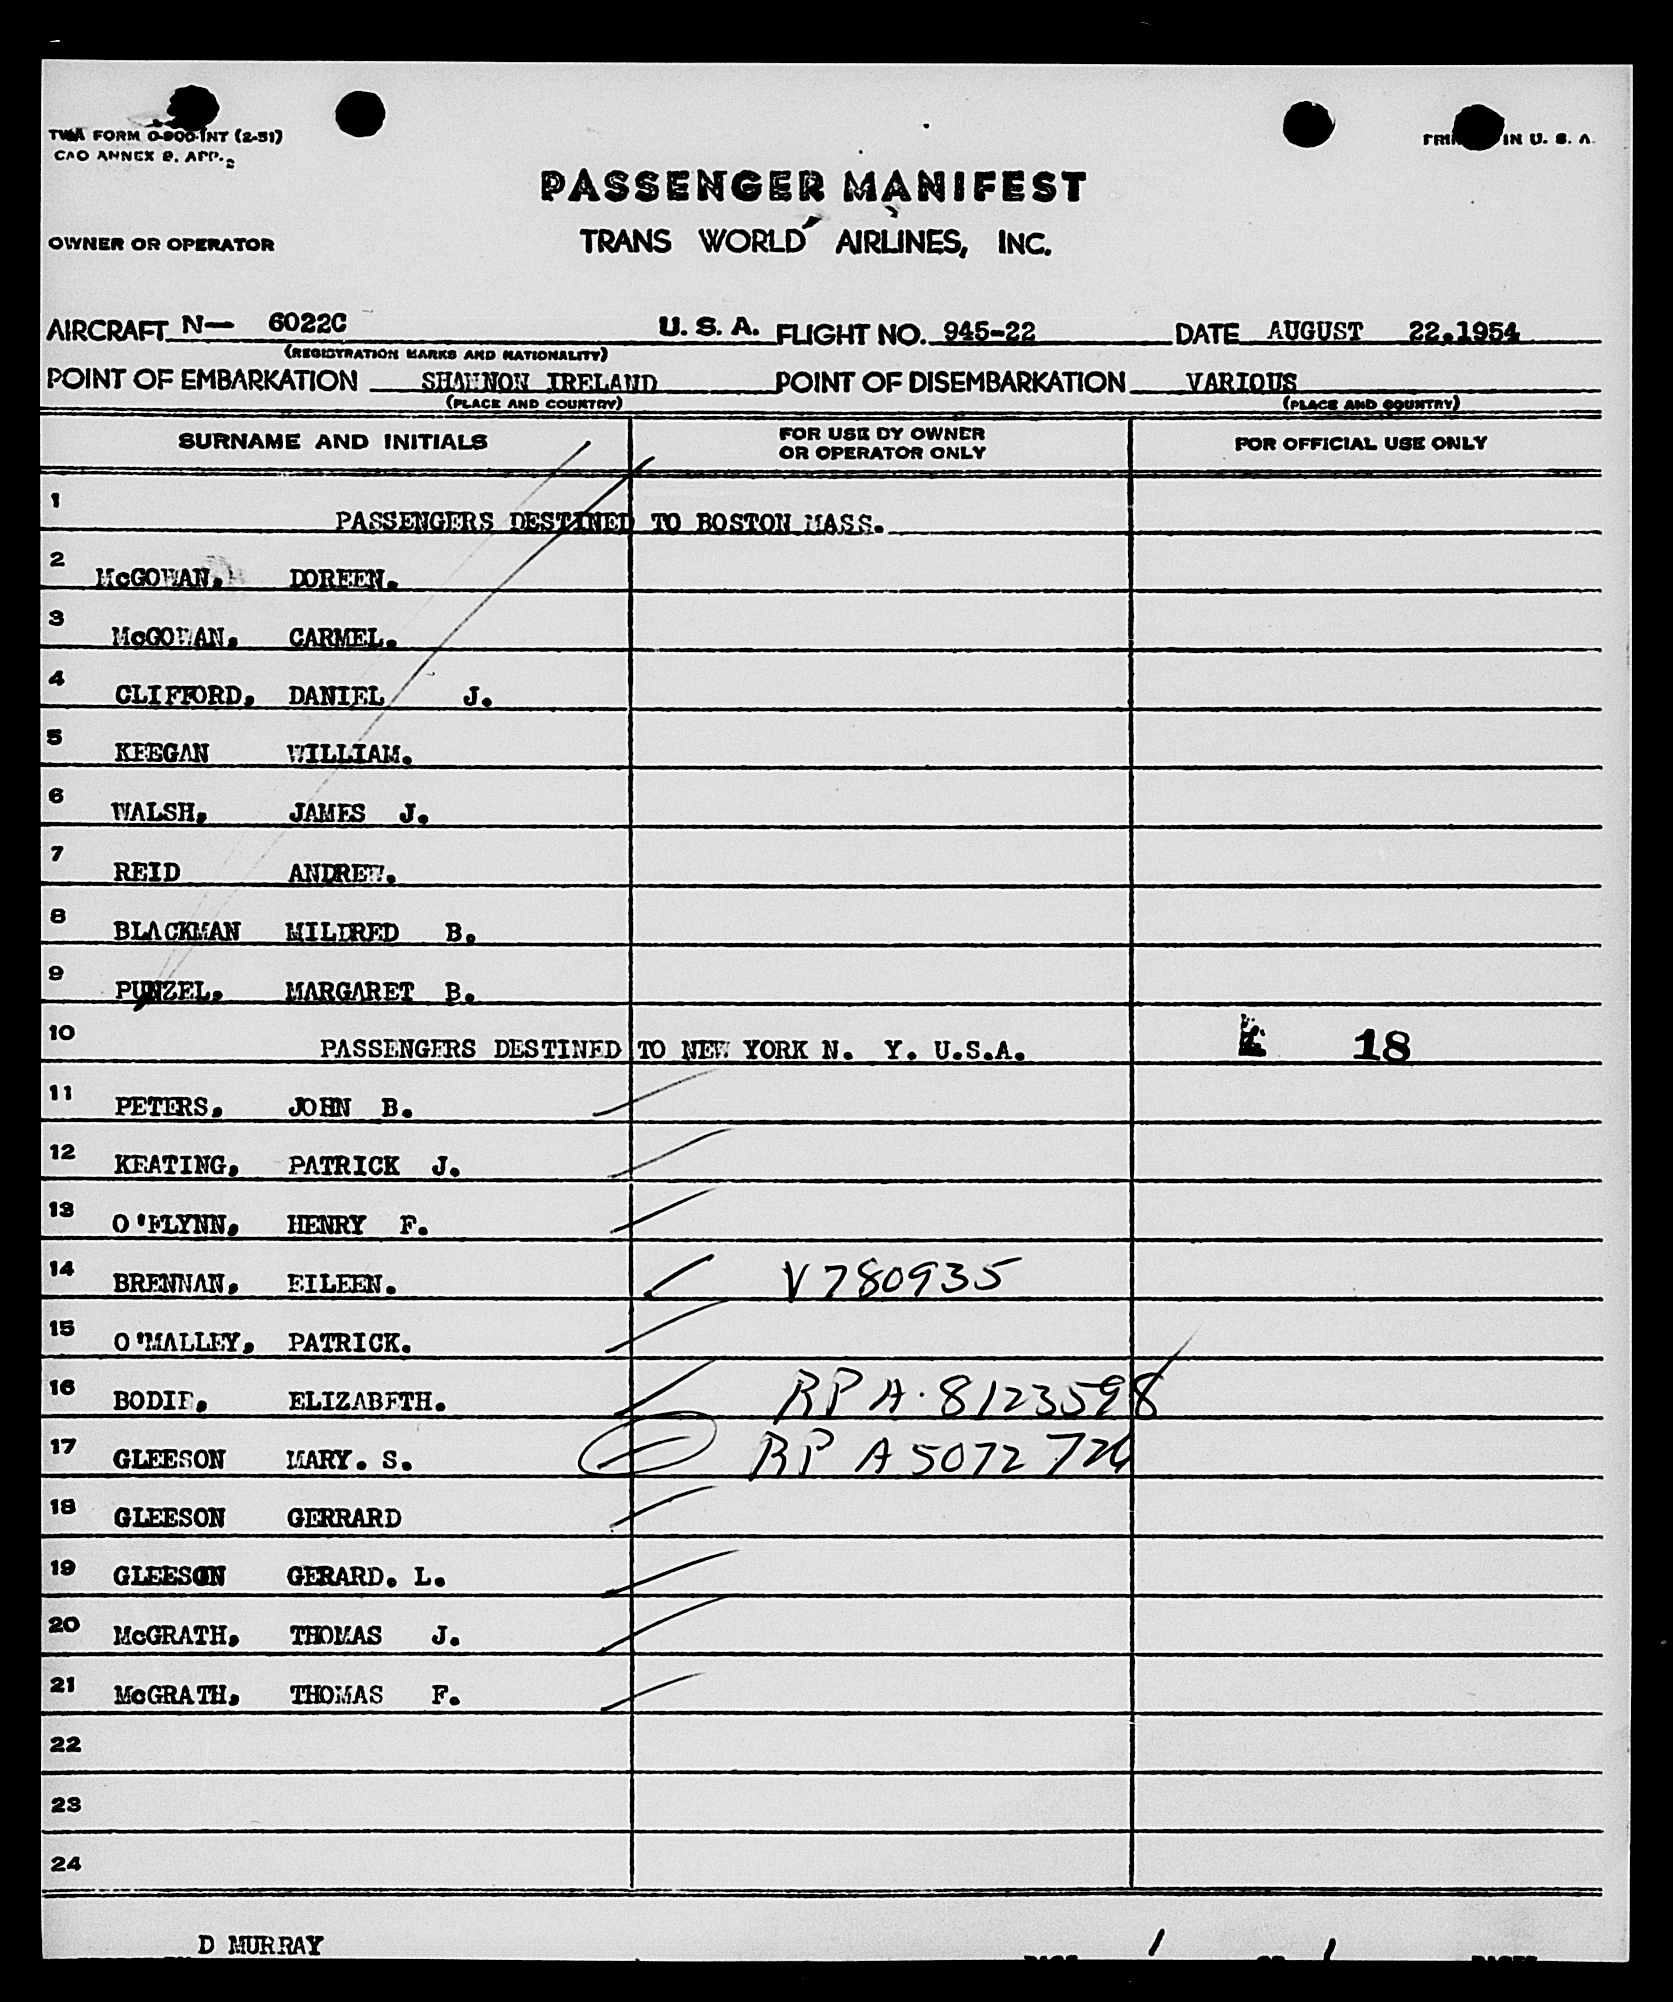 TWA FORM O-900-INT (2-51)
CAO ANNEX 9, APP. 2
IN U. S. A.
PASSENGER MANIFEST
OWNER OR OPERATOR TRANS WORLD AIRLINES, INC.
AIRCRAFT N— 6022C U. S. A. FLIGHT NO. 945-22 DATE AUGUST 22.1954
(REGISTRATION MARKS AND NATIONALITY)
POINT OF EMBARKATION SHANNON IRELAND POINT OF DISEMBARKATION VARIOUS
(PLACE AND COUNTRY) (PLACE AND COUNTRY)
SURNAME AND INITIALS FOR USE BY OWNER OR OPERATOR ONLY FOR OFFICIAL USE ONLY
1 PASSENGERS DESTINED TO BOSTON MASS.
2 McGOWAN, DOREEN.
3 McGOWAN, CARMEL.
4 CLIFFORD, DANIEL J.
5 KEEGAN WILLIAM.
6 WALSH, JAMES J.
7 REID ANDREW.
8 BLACKMAN MILDRED B.
9 PUNZEL, MARGARET B.
10 PASSENGERS DESTINED TO NEW YORK N. Y. U.S.A. 18
11 PETERS, JOHN B.
12 KEATING, PATRICK J.
13 O'FLYNN, HENRY F.
14 BRENNAN, EILEEN. V780935
15 O'MALLEY, PATRICK.
16 BODIE, ELIZABETH. RP A·8123598
17 GLEESON MARY. S. RP A5072726
18 GLEESON GERRARD
19 GLEESON GERARD. L.
20 McGRATH, THOMAS J.
21 McGRATH, THOMAS F.
22
23
24
D MURRAY
1 1